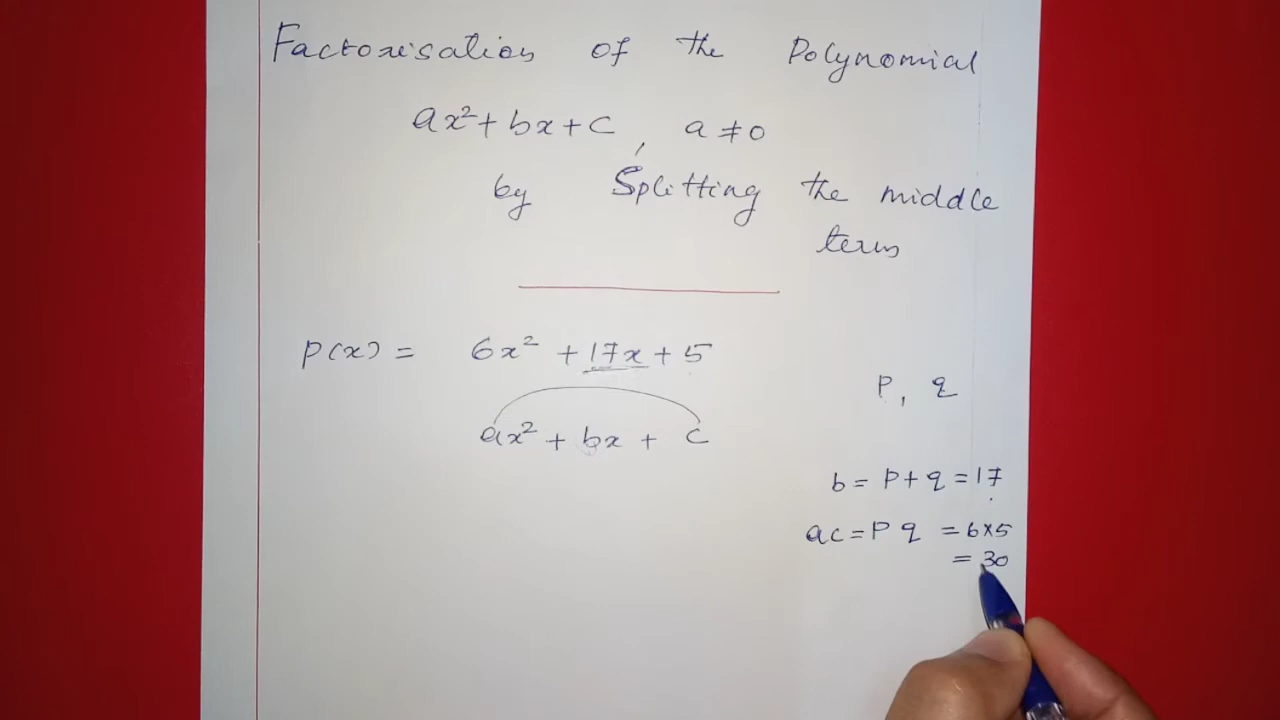 Factorisation of the Polynomial
ax² + bx + c, a ≠ 0
by Splitting the middle
term
p(x) = 6x² + 17x + 5
P, q
ax² + bx + c
b = P + q = 17
ac = P q = 6×5
= 30